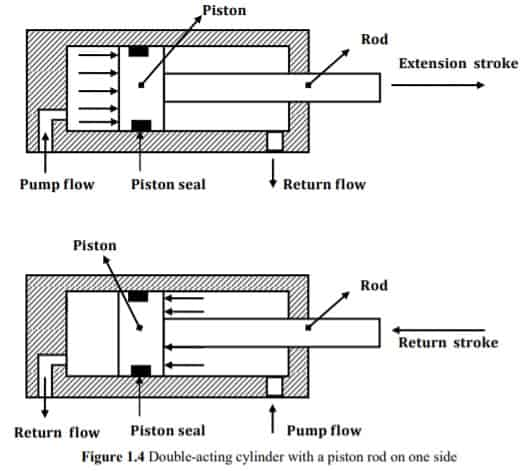 Piston
Rod
Extension stroke
Pump flow
Piston seal
Return flow
Piston
Rod
Return stroke
Return flow
Piston seal
Pump flow
Figure 1.4 Double-acting cylinder with a piston rod on one side